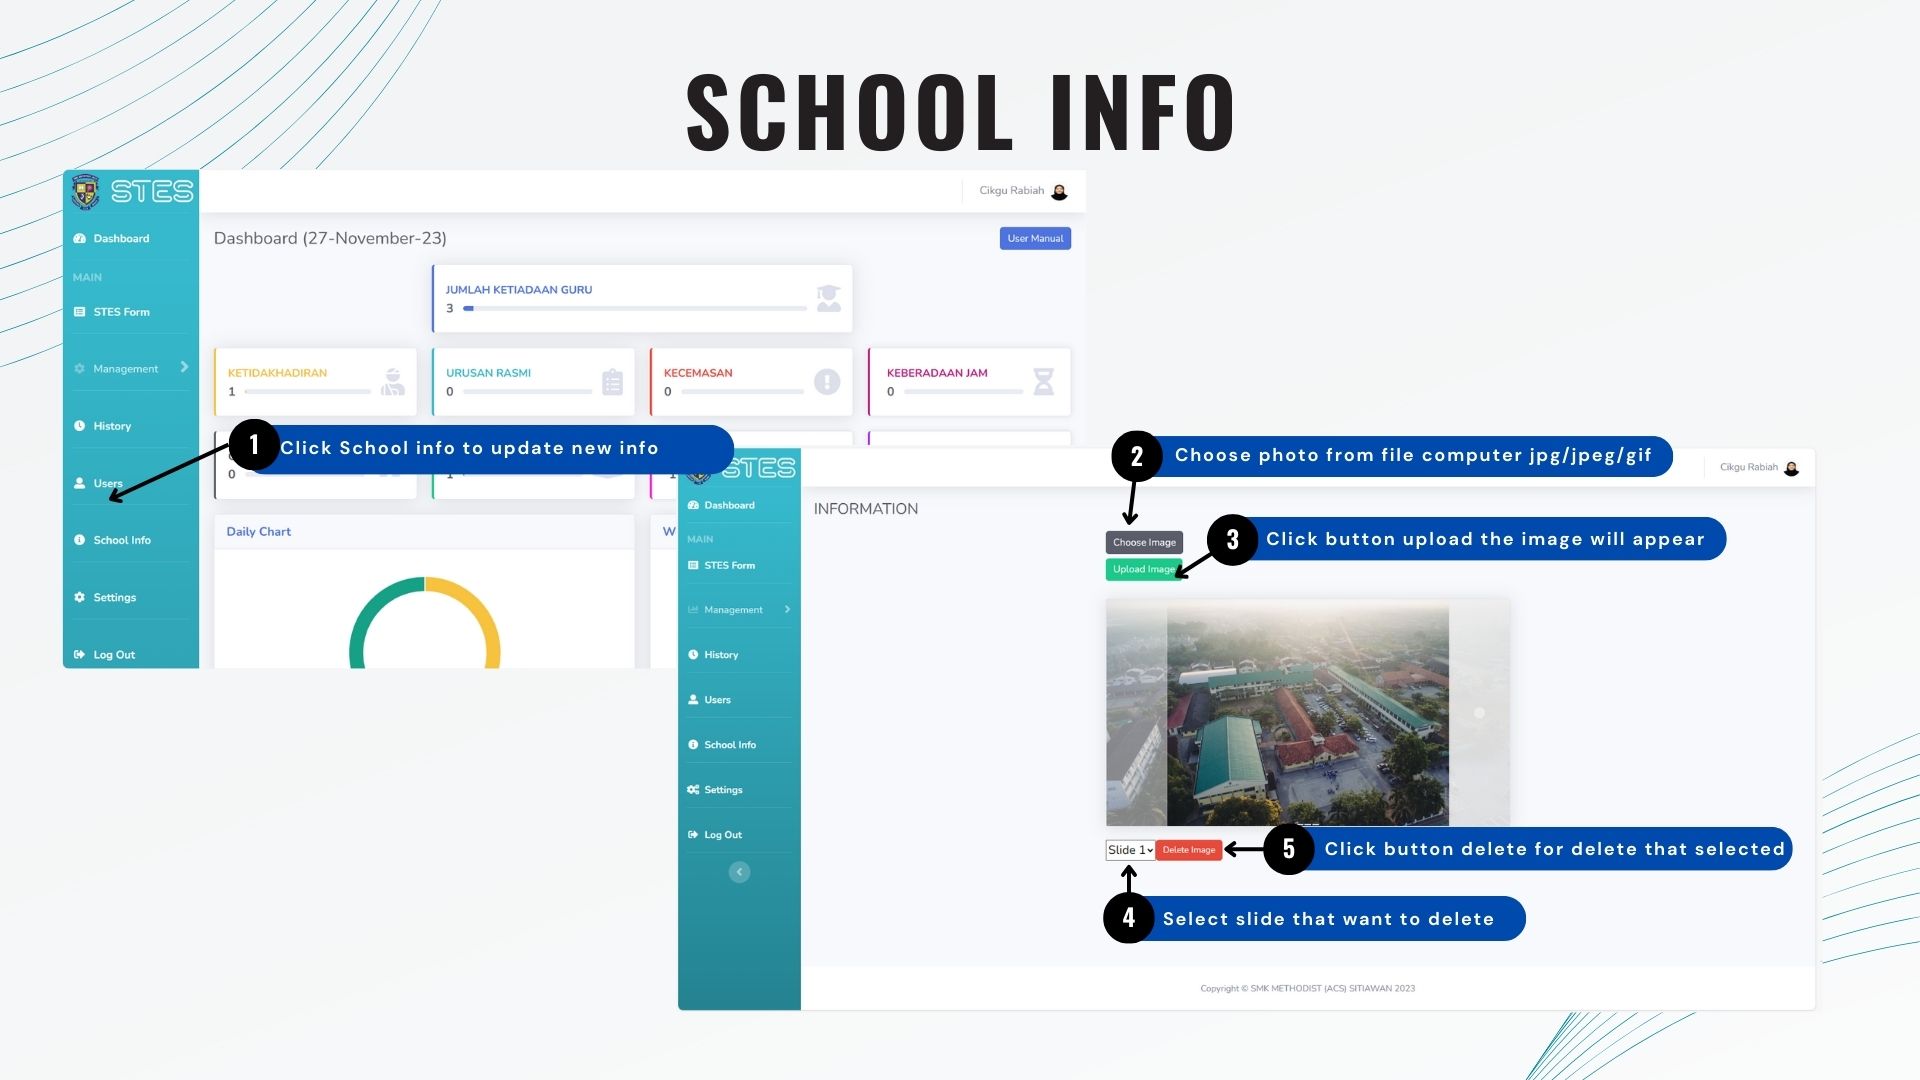 SCHOOL INFO
STES
Cikgu Rabiah
Dashboard
Dashboard (27-November-23)
User Manual
MAIN
STES Form
Management
History
Users
School Info
Settings
Log Out
JUMLAH KETIADAAN GURU
3
KETIDAKHADIRAN
1
URUSAN RASMI
0
KECEMASAN
0
KEBERADAAN JAM
0
1 Click School info to update new info
0
1
1
Daily Chart
W
STES
2 Choose photo from file computer jpg/jpeg/gif
Cikgu Rabiah
Dashboard
MAIN
STES Form
Management
History
Users
School Info
Settings
Log Out
INFORMATION
Choose Image
3 Click button upload the image will appear
Upload Image
Slide 1
Delete Image
5 Click button delete for delete that selected
4 Select slide that want to delete
Copyright © SMK METHODIST (ACS) SITIAWAN 2023